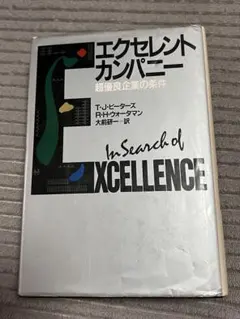 エクセレント
カンパニー
超優良企業の条件
T・J・ピーターズ
R・H・ウォータマン
大前研一=訳
In Search of
EXCELLENCE